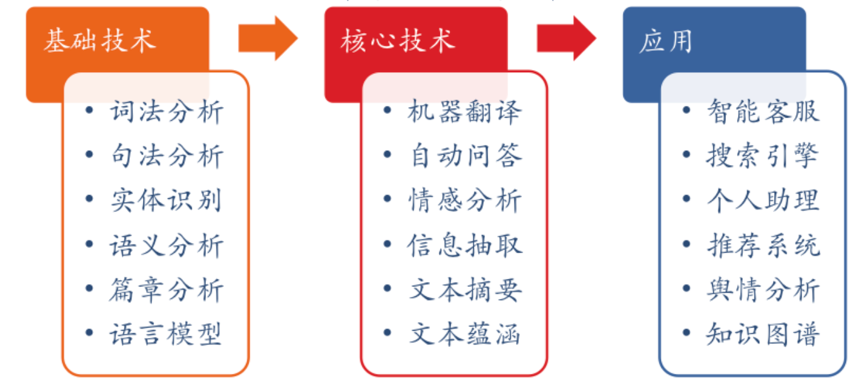 基础技术
• 词法分析
• 句法分析
• 实体识别
• 语义分析
• 篇章分析
• 语言模型
核心技术
• 机器翻译
• 自动问答
• 情感分析
• 信息抽取
• 文本摘要
• 文本蕴涵
应用
• 智能客服
• 搜索引擎
• 个人助理
• 推荐系统
• 舆情分析
• 知识图谱